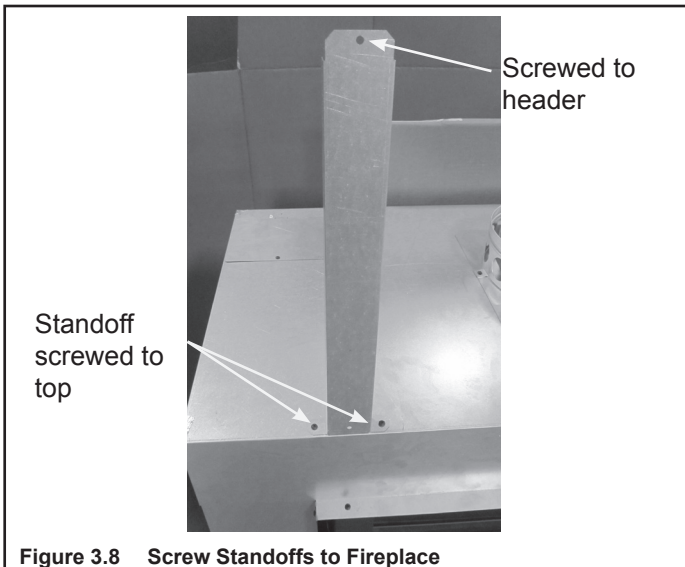 Screwed to
header
Standoff
screwed to
top
Figure 3.8 Screw Standoffs to Fireplace